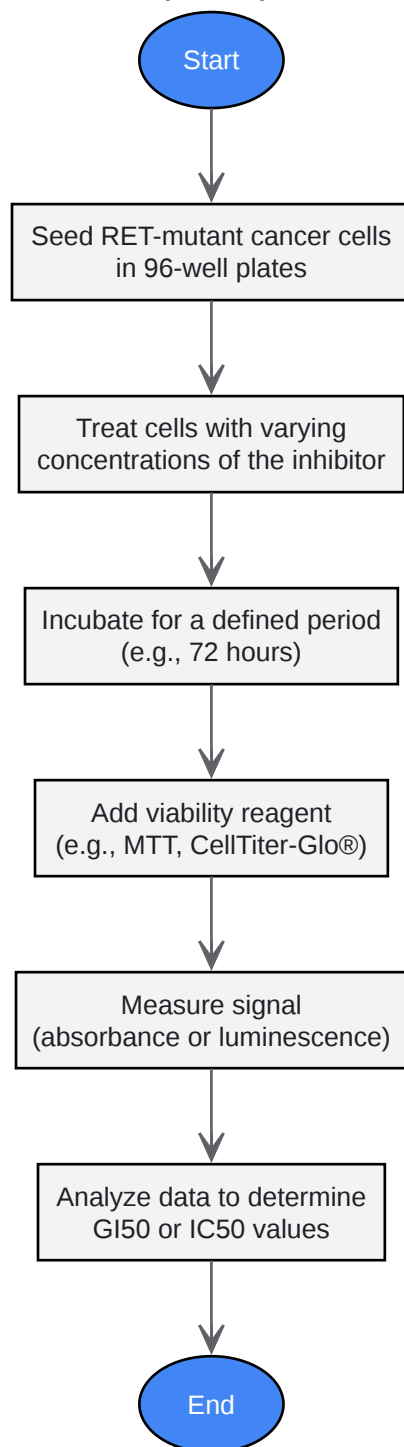 Start
Seed RET-mutant cancer cells
in 96-well plates
Treat cells with varying
concentrations of the inhibitor
Incubate for a defined period
(e.g., 72 hours)
Add viability reagent
(e.g., MTT, CellTiter-Glo®)
Measure signal
(absorbance or luminescence)
Analyze data to determine
GI50 or IC50 values
End